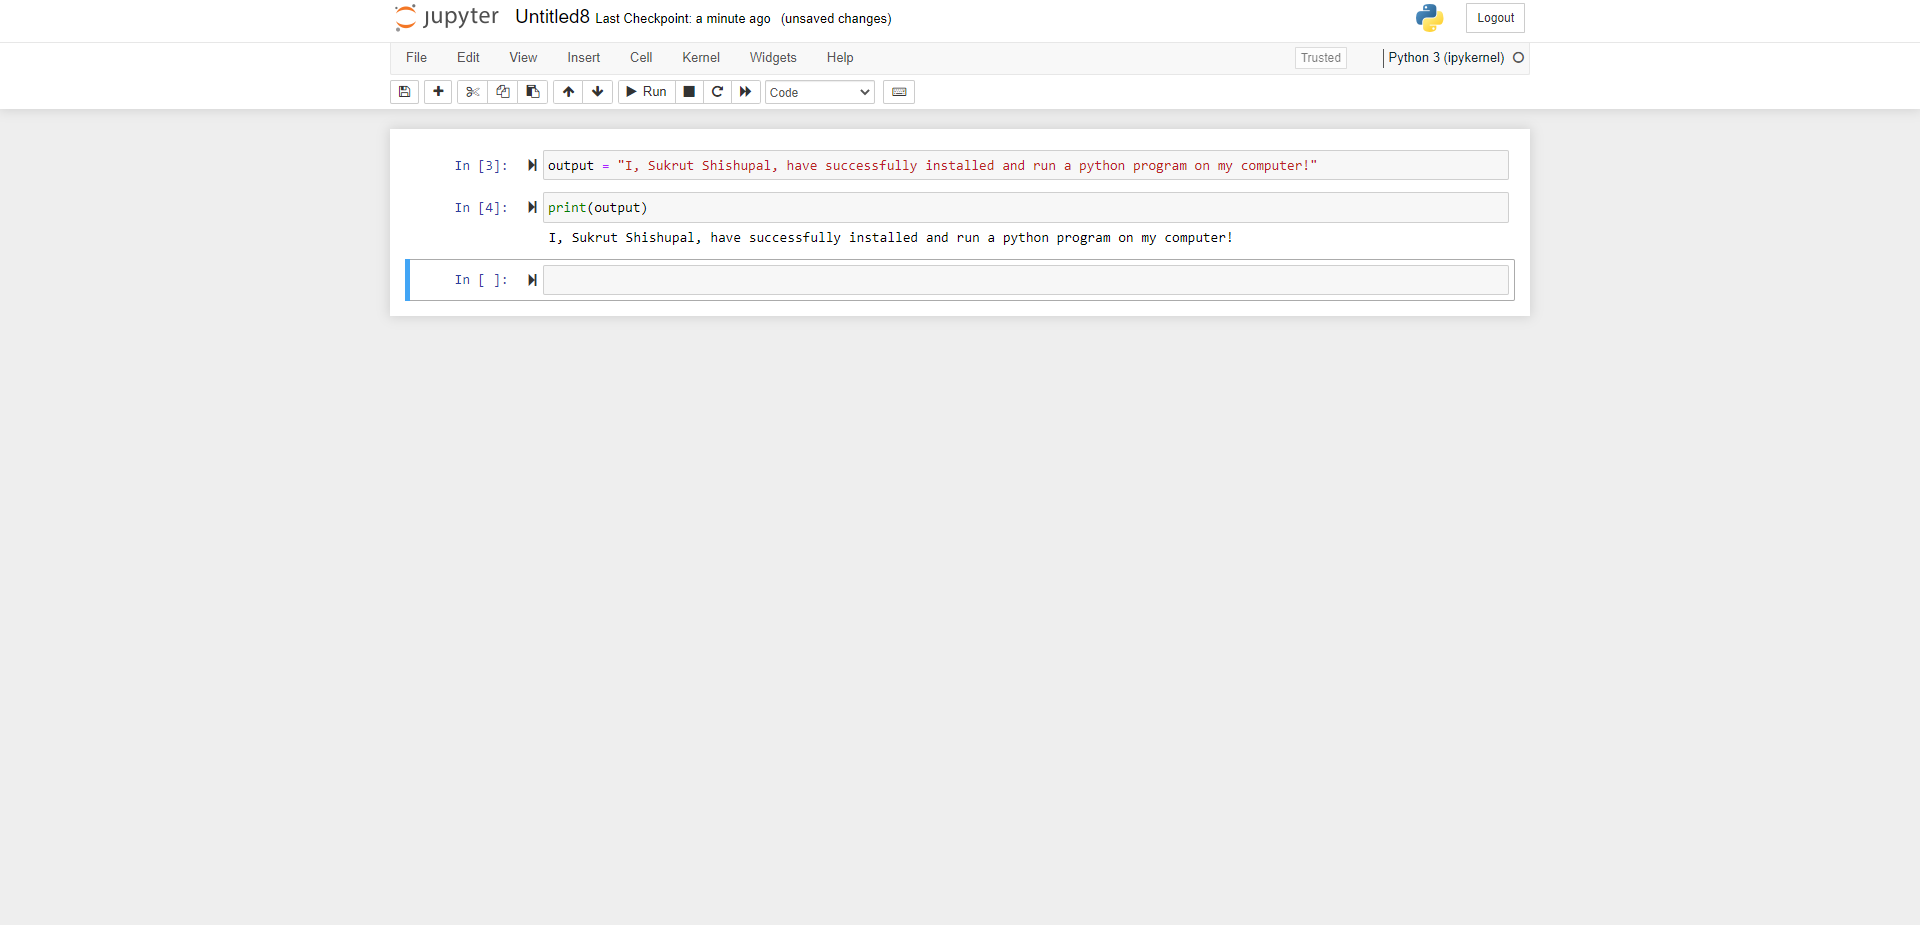 jupyter Untitled8 Last Checkpoint: a minute ago (unsaved changes) Logout
File Edit View Insert Cell Kernel Widgets Help Trusted Python 3 (ipykernel)
Run Code
In [3]: output = "I, Sukrut Shishupal, have successfully installed and run a python program on my computer!"
In [4]: print(output)
I, Sukrut Shishupal, have successfully installed and run a python program on my computer!
In [ ]: